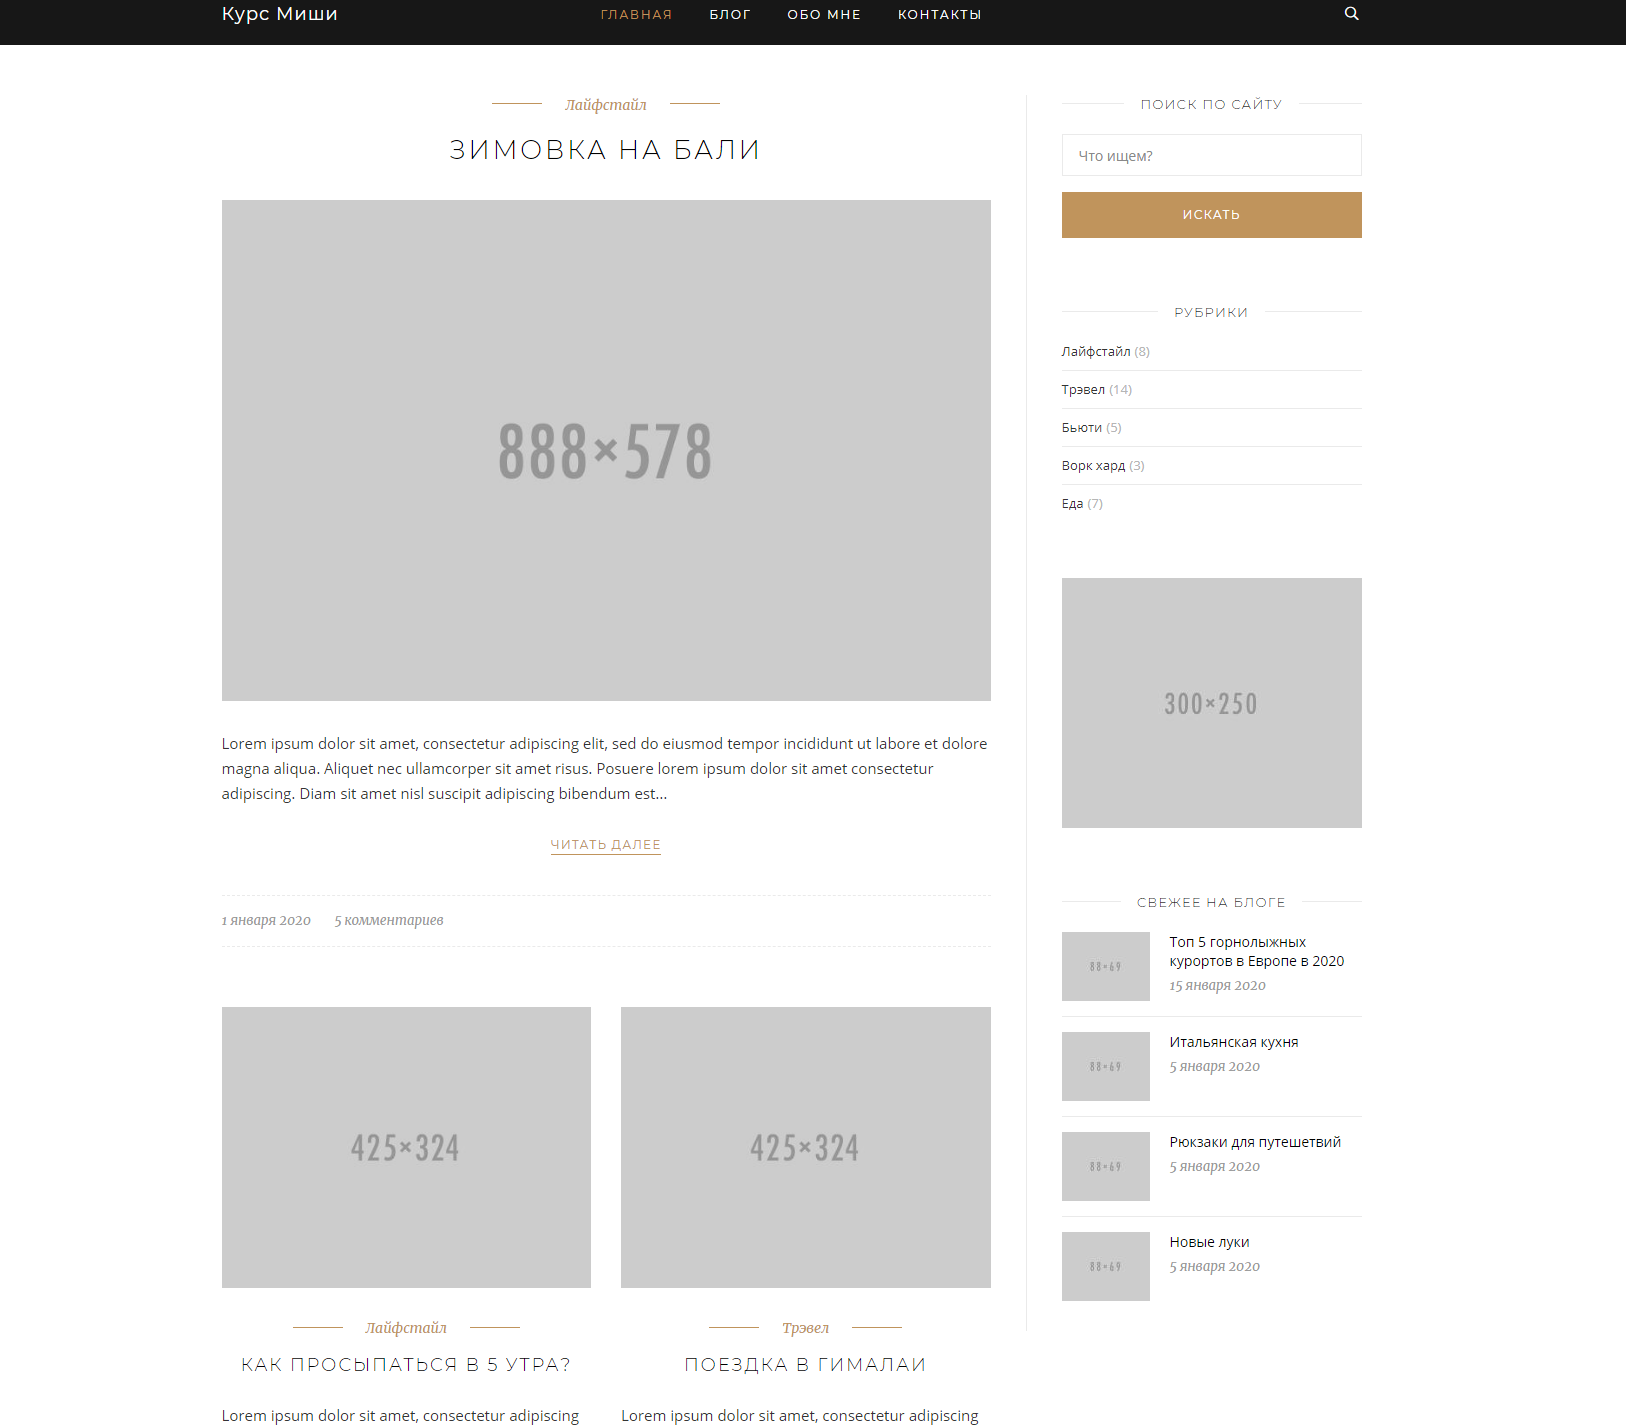 Курс Миши
ГЛАВНАЯ
БЛОГ
ОБО МНЕ
КОНТАКТЫ
Лайфстайл
ЗИМОВКА НА БАЛИ
888×578
Lorem ipsum dolor sit amet, consectetur adipiscing elit, sed do eiusmod tempor incididunt ut labore et dolore
magna aliqua. Aliquet nec ullamcorper sit amet risus. Posuere lorem ipsum dolor sit amet consectetur
adipiscing. Diam sit amet nisl suscipit adipiscing bibendum est...
ЧИТАТЬ ДАЛЕЕ
1 января 2020
5 комментариев
425×324
Лайфстайл
КАК ПРОСЫПАТЬСЯ В 5 УТРА?
Lorem ipsum dolor sit amet, consectetur adipiscing
425×324
Трэвел
ПОЕЗДКА В ГИМАЛАИ
Lorem ipsum dolor sit amet, consectetur adipiscing
ПОИСК ПО САЙТУ
Что ищем?
ИСКАТЬ
РУБРИКИ
Лайфстайл (8)
Трэвел (14)
Бьюти (5)
Ворк хард (3)
Еда (7)
300×250
СВЕЖЕЕ НА БЛОГЕ
88×69
Топ 5 горнолыжных
курортов в Европе в 2020
15 января 2020
88×69
Итальянская кухня
5 января 2020
88×69
Рюкзаки для путешетвий
5 января 2020
88×69
Новые луки
5 января 2020